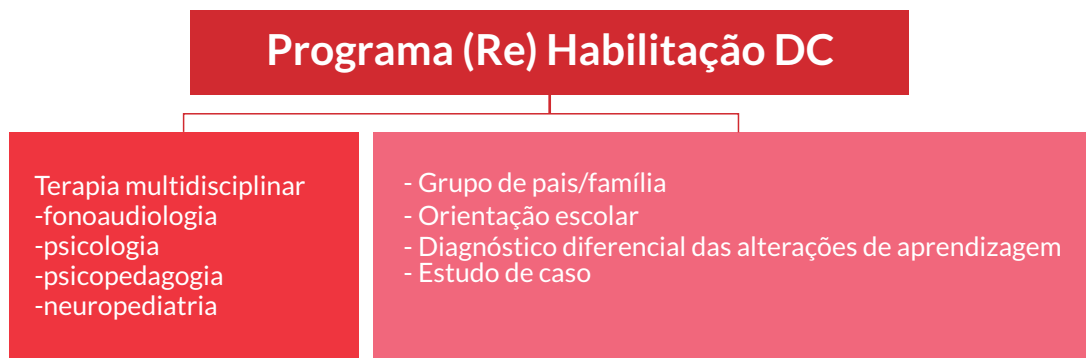 Programa (Re) Habilitação DC
Terapia multidisciplinar
-fonoaudiologia
-psicologia
-psicopedagogia
-neuropediatria
- Grupo de pais/família
- Orientação escolar
- Diagnóstico diferencial das alterações de aprendizagem
- Estudo de caso